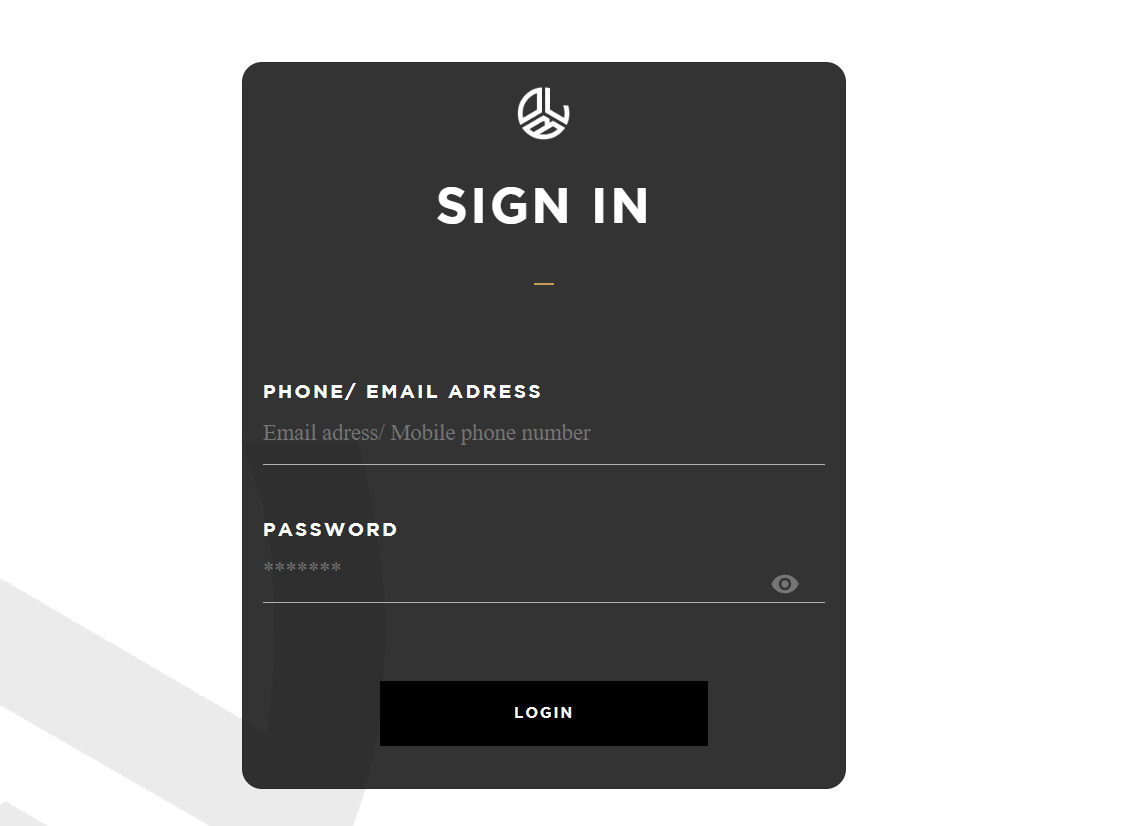 SIGN IN
PHONE/ EMAIL ADRESS
Email adress/ Mobile phone number
PASSWORD
*******
LOGIN